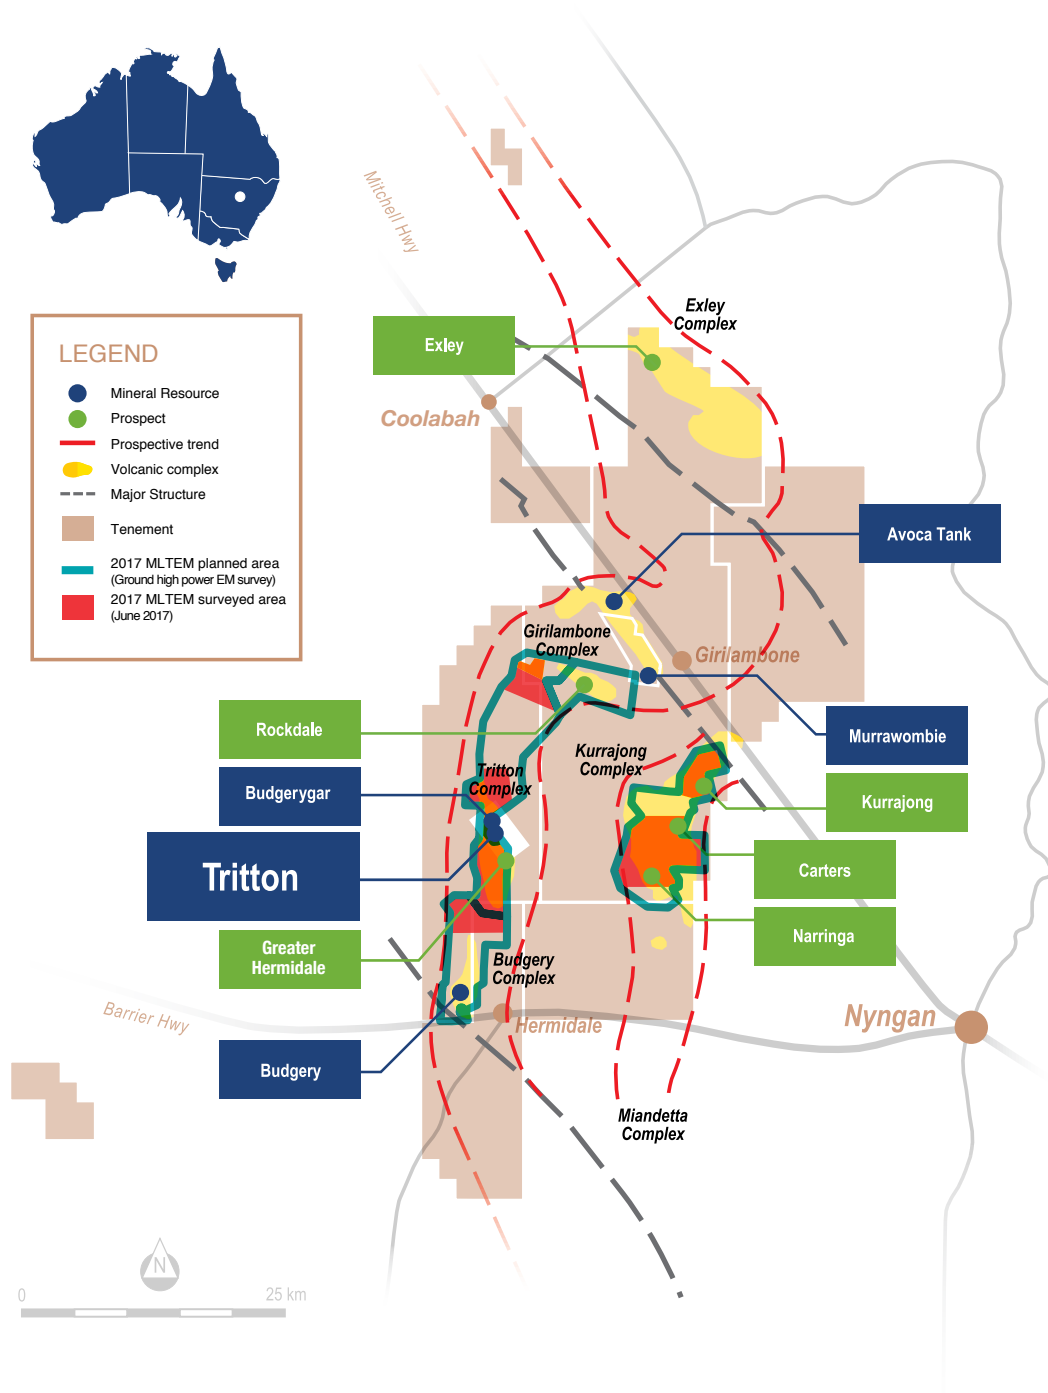 Mitchell Hwy
Exley
Complex
Exley
LEGEND
Mineral Resource
Prospect
Prospective trend
Volcanic complex
Major Structure
Tenement
2017 MLTEM planned area
(Ground high power EM survey)
2017 MLTEM surveyed area
(June 2017)
Coolabah
Avoca Tank
Girilambone
Complex
Girilambone
Rockdale
Murrawombie
Kurrajong
Complex
Tritton
Complex
Budgerygar
Kurrajong
Tritton
Carters
Narringa
Greater
Hermidale
Budgery
Complex
Barrier Hwy
Hermidale
Nyngan
Budgery
Miandetta
Complex
N
0
25 km